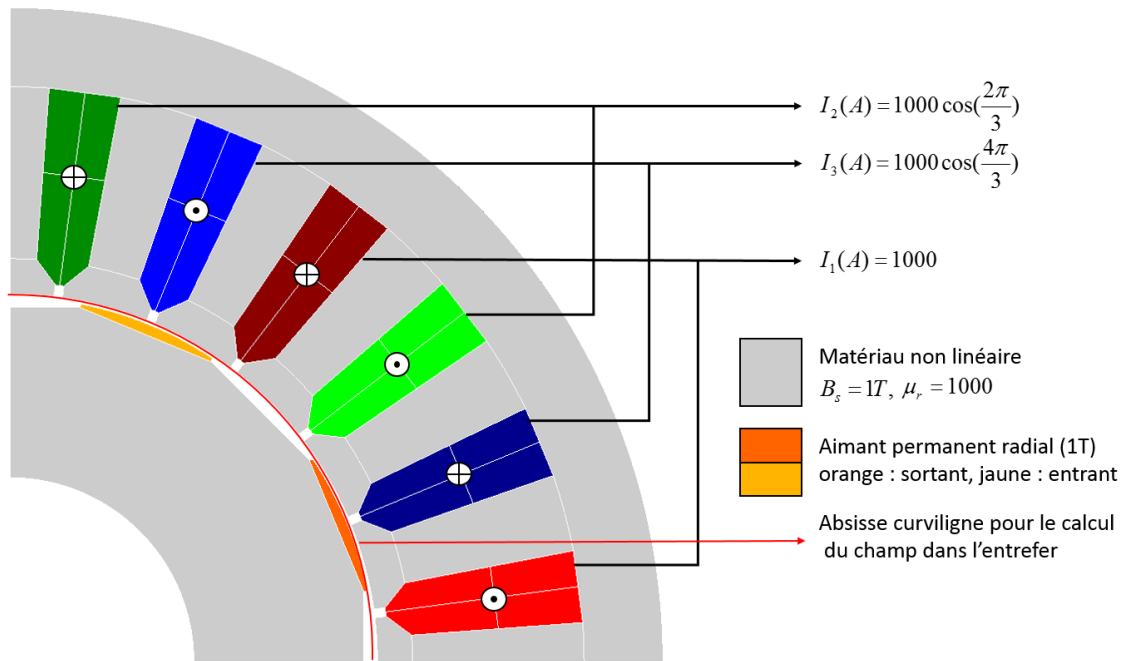 I₂(A) = 1000 cos(2π/3)
I₃(A) = 1000 cos(4π/3)
I₁(A) = 1000
Matériau non linéaire
Bₛ = 1T, μᵣ = 1000
Aimant permanent radial (1T)
orange : sortant, jaune : entrant
Absisse curviligne pour le calcul
du champ dans l’entrefer